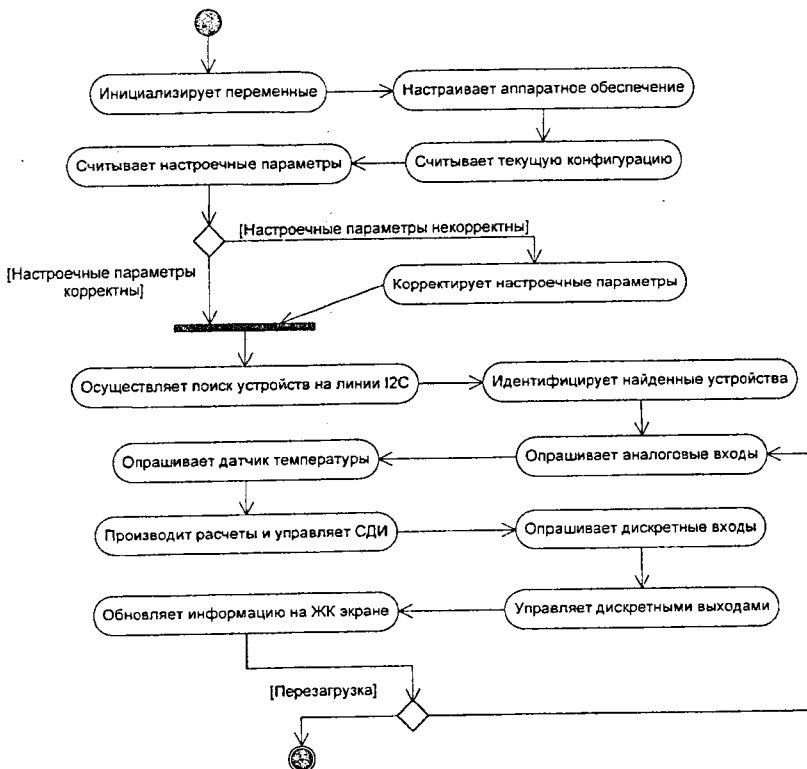 Инициализирует переменные
Настраивает аппаратное обеспечение
Считывает настроечные параметры
Считывает текущую конфигурацию
[Настроечные параметры некорректны]
[Настроечные параметры
корректны]
Корректирует настроечные параметры
Осуществляет поиск устройств на линии I2C
Идентифицирует найденные устройства
Опрашивает датчик температуры
Опрашивает аналоговые входы
Производит расчеты и управляет СДИ
Опрашивает дискретные входы
Обновляет информацию на ЖК экране
Управляет дискретными выходами
[Перезагрузка]